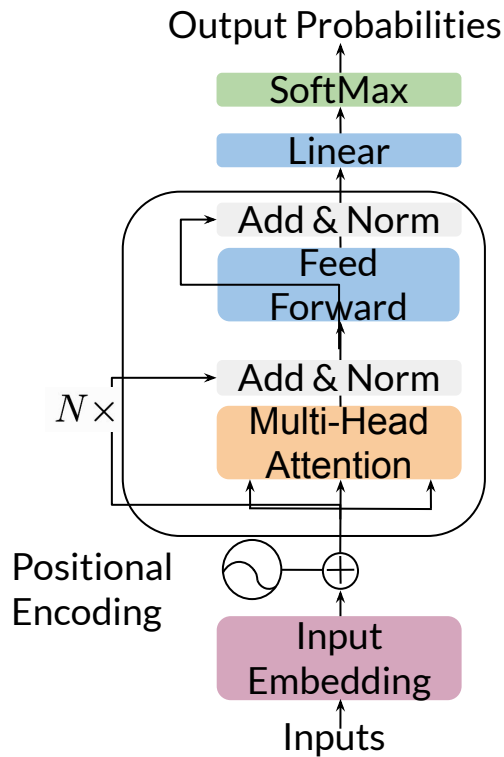 Output Probabilities
SoftMax
Linear
Add & Norm
Feed
Forward
Add & Norm
N×
Multi-Head
Attention
Positional
Encoding
Input
Embedding
Inputs